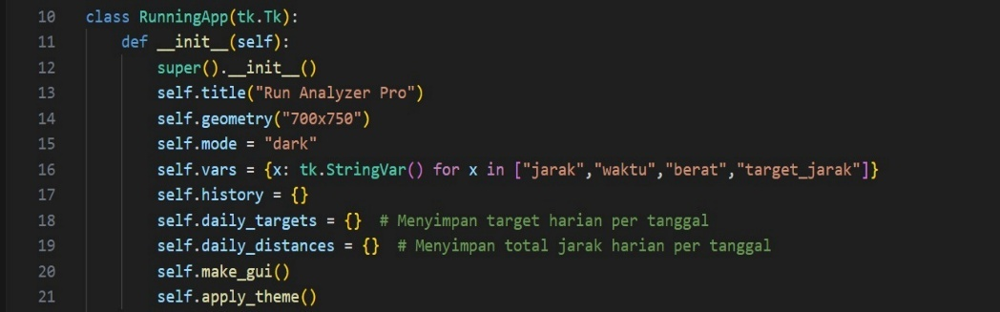 10 class RunningApp(tk.Tk):
11     def __init__(self):
12         super().__init__()
13         self.title("Run Analyzer Pro")
14         self.geometry("700x750")
15         self.mode = "dark"
16         self.vars = {x: tk.StringVar() for x in ["jarak","waktu","berat","target_jarak"]}
17         self.history = {}
18         self.daily_targets = {}  # Menyimpan target harian per tanggal
19         self.daily_distances = {}  # Menyimpan total jarak harian per tanggal
20         self.make_gui()
21         self.apply_theme()